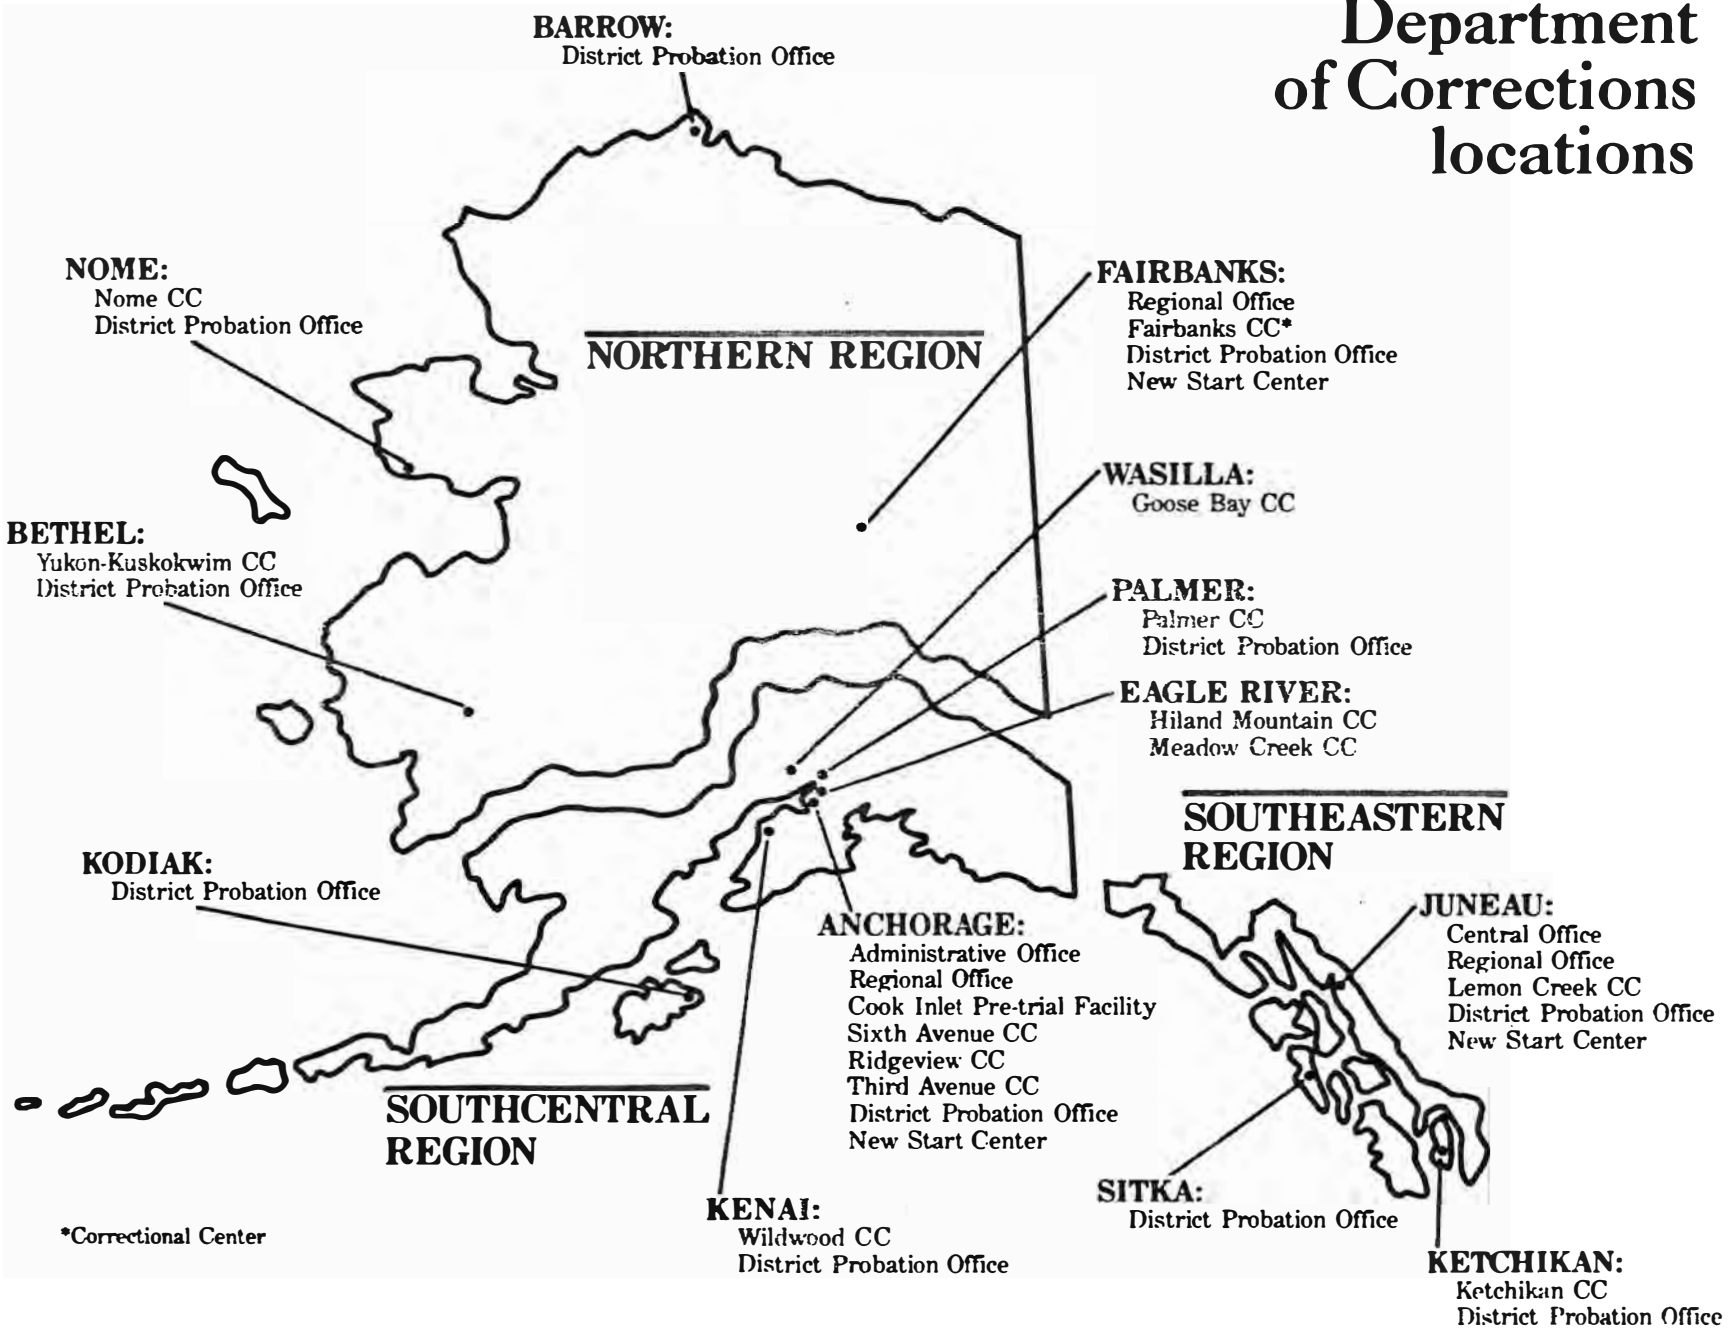 Department
of Corrections
locations
BARROW:
District Probation Office
NOME:
Nome CC
District Probation Office
FAIRBANKS:
Regional Office
Fairbanks CC*
District Probation Office
New Start Center
NORTHERN REGION
WASILLA:
Goose Bay CC
BETHEL:
Yukon-Kuskokwim CC
District Probation Office
PALMER:
Palmer CC
District Probation Office
EAGLE RIVER:
Hiland Mountain CC
Meadow Creek CC
SOUTHEASTERN
REGION
KODIAK:
District Probation Office
ANCHORAGE:
Administrative Office
Regional Office
Cook Inlet Pre-trial Facility
Sixth Avenue CC
Ridgeview CC
Third Avenue CC
District Probation Office
New Start Center
JUNEAU:
Central Office
Regional Office
Lemon Creek CC
District Probation Office
New Start Center
SOUTHCENTRAL
REGION
SITKA:
District Probation Office
KENAI:
Wildwood CC
District Probation Office
*Correctional Center
KETCHIKAN:
Ketchikan CC
District Probation Office